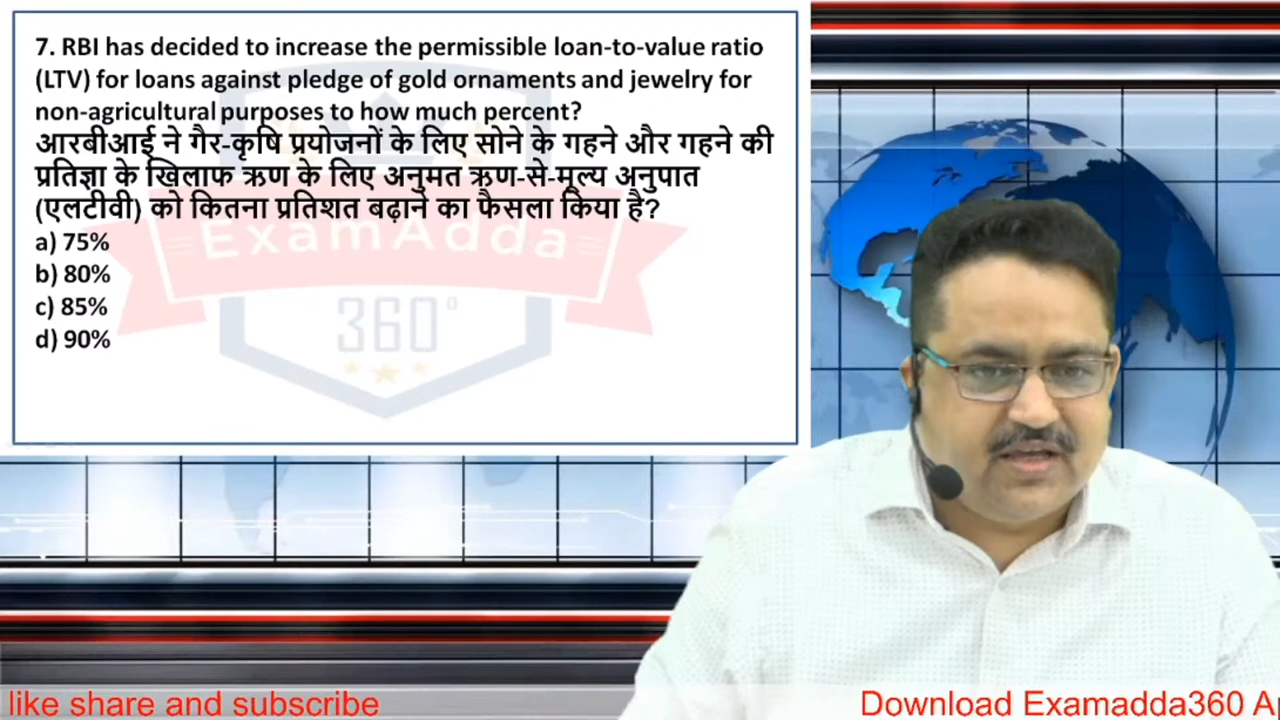 7. RBI has decided to increase the permissible loan-to-value ratio
(LTV) for loans against pledge of gold ornaments and jewelry for
non-agricultural purposes to how much percent?
आरबीआई ने गैर-कृषि प्रयोजनों के लिए सोने के गहने और गहने की
प्रतिज्ञा के खिलाफ ऋण के लिए अनुमत ऋण-से-मूल्य अनुपात
(एलटीवी) को कितना प्रतिशत बढ़ाने का फैसला किया है?
a) 75%
b) 80%
c) 85%
d) 90%
ExamAdda
360°
like share and subscribe
Download Examadda360 A